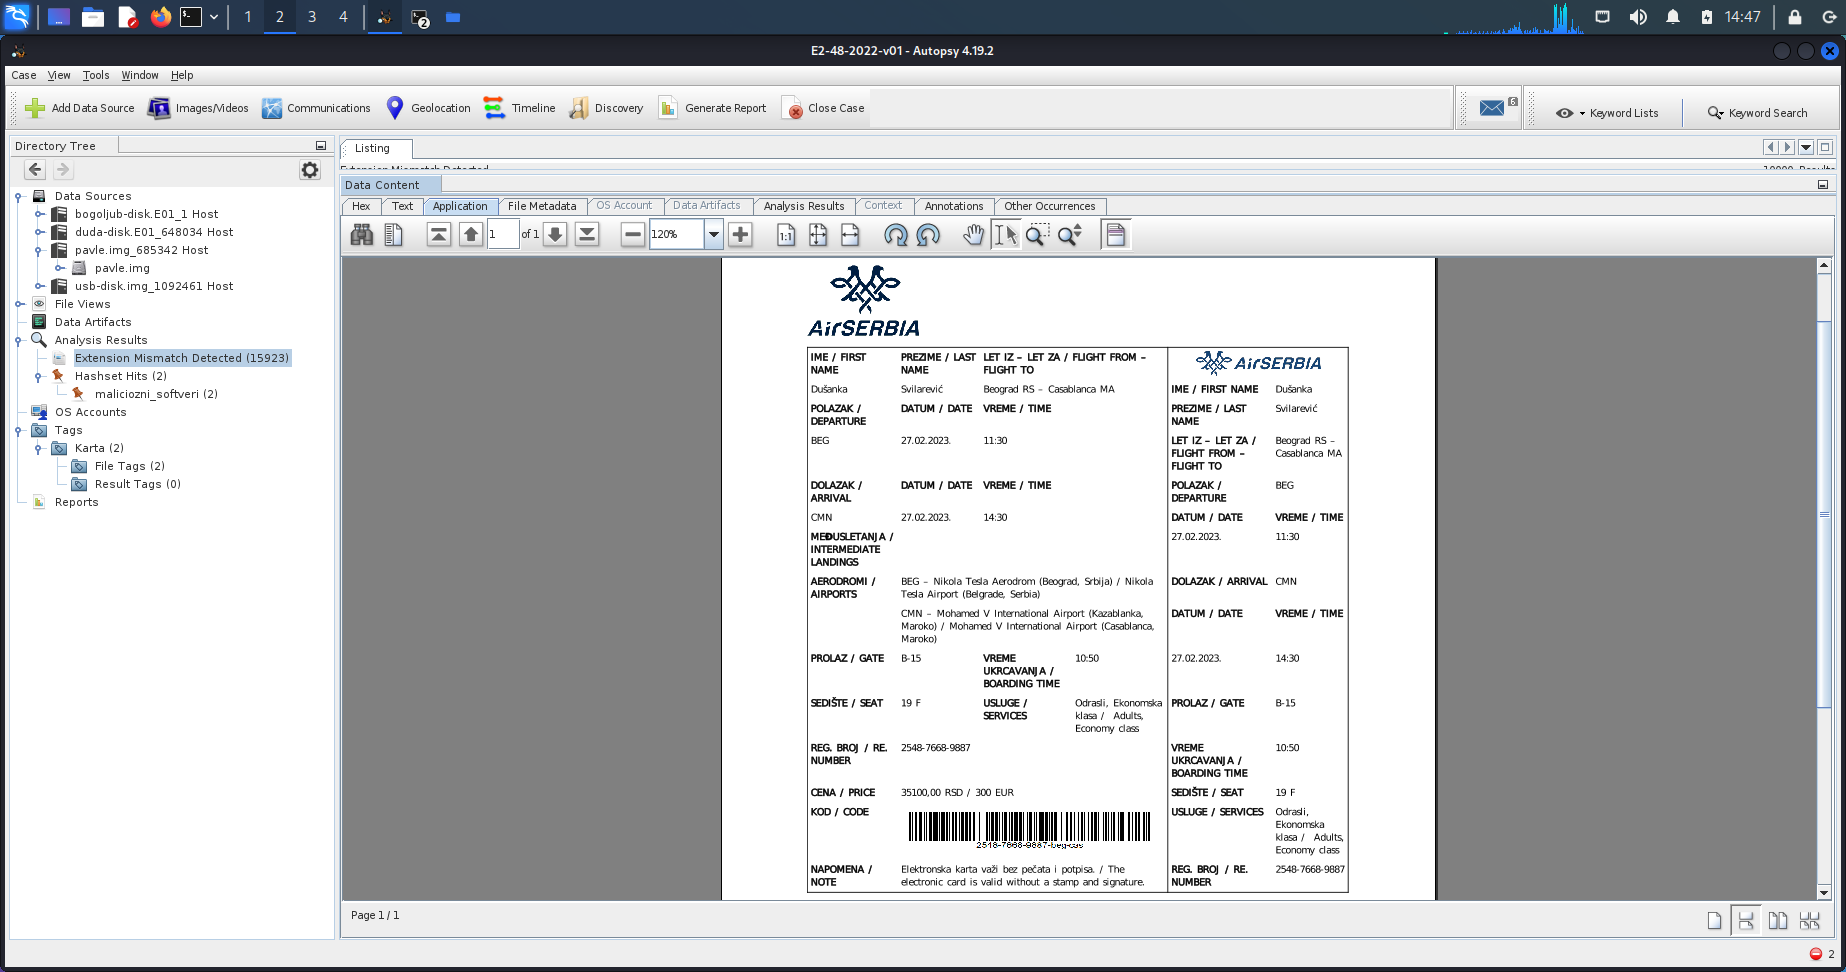 1 2 3 4 2 14:47
E2-48-2022-v01 - Autopsy 4.19.2
Case View Tools Window Help
Add Data Source Images/Videos Communications Geolocation Timeline Discovery Generate Report Close Case 6 Keyword Lists Keyword Search
Directory Tree
Listing
Data Sources
bogoljub-disk.E01_1 Host
duda-disk.E01_648034 Host
pavle.img_685342 Host
pavle.img
usb-disk.img_1092461 Host
File Views
Data Artifacts
Analysis Results
Extension Mismatch Detected (15923)
Hashset Hits (2)
maliciozni_softveri (2)
OS Accounts
Tags
Karta (2)
File Tags (2)
Result Tags (0)
Reports
Extension Mismatch Detected 10000 Results
Data Content
Hex Text Application File Metadata OS Account Data Artifacts Analysis Results Context Annotations Other Occurrences
1 of 1 120% 1:1
AirSERBIA
IME / FIRST NAME
PREZIME / LAST NAME
LET IZ – LET ZA / FLIGHT FROM – FLIGHT TO
Dušanka Svilarević Beograd RS – Casablanca MA
POLAZAK / DEPARTURE
DATUM / DATE VREME / TIME
BEG 27.02.2023. 11:30
DOLAZAK / ARRIVAL
DATUM / DATE VREME / TIME
CMN 27.02.2023. 14:30
MEĐUSLETANJA /
INTERMEDIATE
LANDINGS
AERODROMI /
AIRPORTS
BEG – Nikola Tesla Aerodrom (Beograd, Srbija) / Nikola
Tesla Airport (Belgrade, Serbia)
CMN – Mohamed V International Airport (Kazablanka,
Maroko) / Mohamed V International Airport (Casablanca,
Maroko)
PROLAZ / GATE B-15
VREME
UKRCAVANJA /
BOARDING TIME
10:50
SEDIŠTE / SEAT 19 F
USLUGE /
SERVICES
Odrasli, Ekonomska
klasa / Adults,
Economy class
REG. BROJ / RE.
NUMBER
2548-7668-9887
CENA / PRICE 35100,00 RSD / 300 EUR
KOD / CODE
2548-7668-9887-beg-cas
NAPOMENA /
NOTE
Elektronska karta važi bez pečata i potpisa. / The
electronic card is valid without a stamp and signature.
AirSERBIA
IME / FIRST NAME Dušanka
PREZIME / LAST
NAME
Svilarević
LET IZ – LET ZA /
FLIGHT FROM –
FLIGHT TO
Beograd RS –
Casablanca MA
POLAZAK /
DEPARTURE
BEG
DATUM / DATE VREME / TIME
27.02.2023. 11:30
DOLAZAK / ARRIVAL CMN
DATUM / DATE VREME / TIME
27.02.2023. 14:30
PROLAZ / GATE B-15
VREME
UKRCAVANJA /
BOARDING TIME
10:50
SEDIŠTE / SEAT 19 F
USLUGE / SERVICES
Odrasli,
Ekonomska
klasa / Adults,
Economy class
REG. BROJ / RE.
NUMBER
2548-7668-9887
Page 1 / 1
2